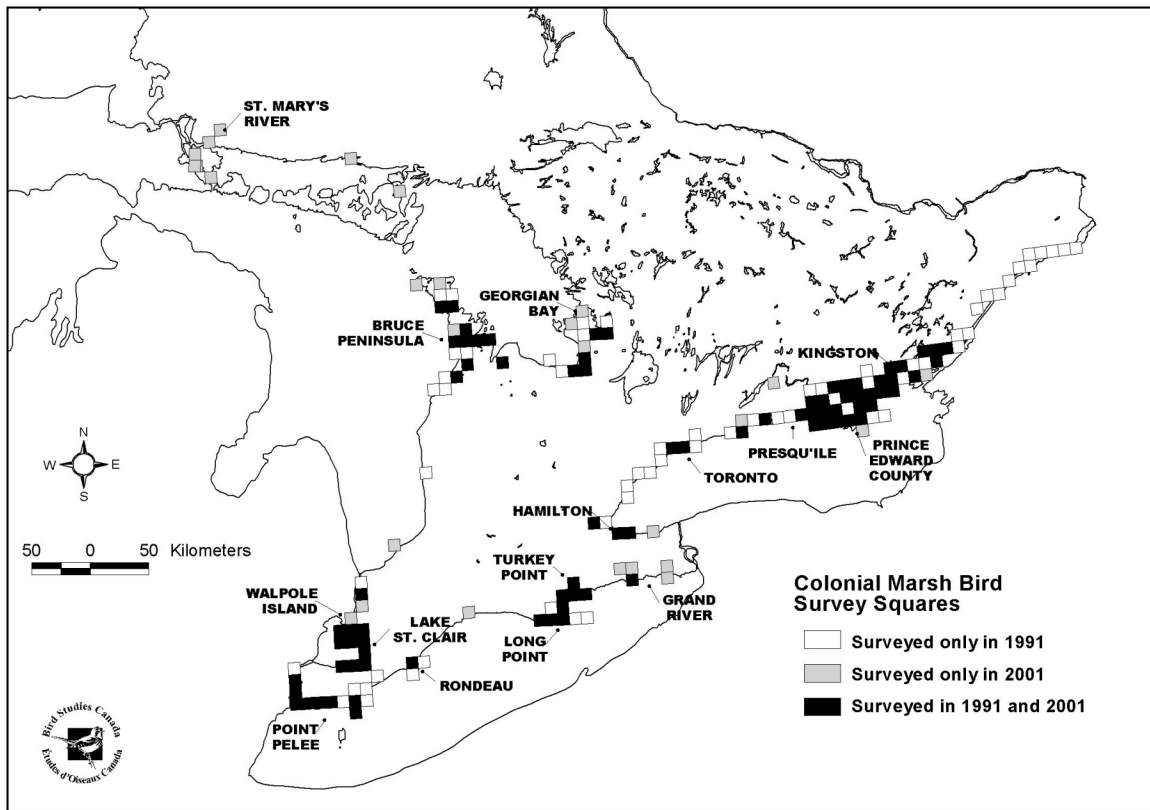 ST. MARY'S
RIVER
GEORGIAN
BAY
BRUCE
PENINSULA
KINGSTON
N
W
E
S
PRESQU'ILE
PRINCE
EDWARD
COUNTY
TORONTO
HAMILTON
50 0 50 Kilometers
TURKEY
POINT
WALPOLE
ISLAND
LAKE
ST. CLAIR
GRAND
RIVER
LONG
POINT
RONDEAU
POINT
PELEE
Colonial Marsh Bird
Survey Squares
Surveyed only in 1991
Surveyed only in 2001
Surveyed in 1991 and 2001
Bird Studies Canada
Études d'Oiseaux Canada